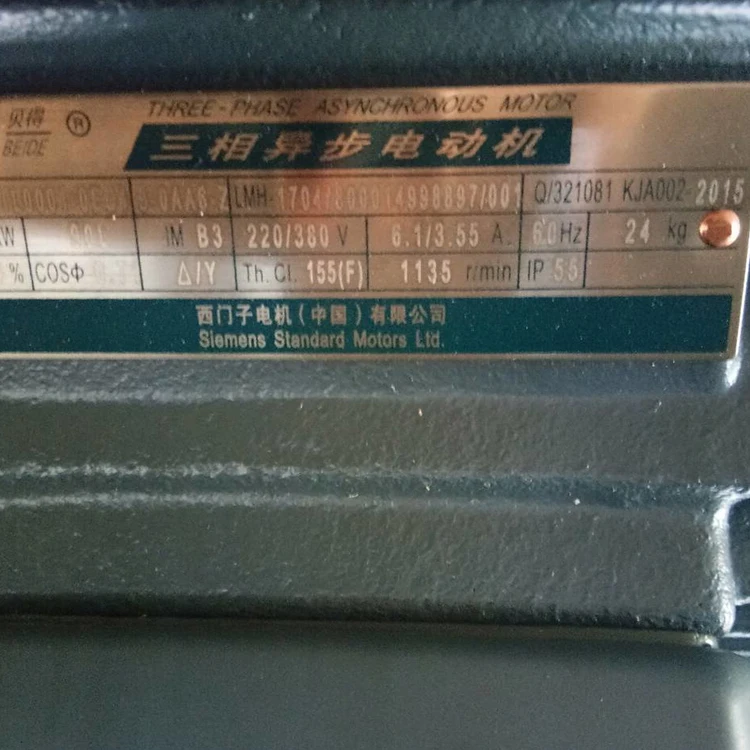 THREE-PHASE ASYNCHRONOUS MOTOR
贝得 ® 三相异步电动机
BEIDE
LMH-1704/ Q/321081 KJA002-2015
KW IM B3 220/380 V 6.1/3.55 A. 60Hz 24 kg
% COSΦ Δ/Y Th. Cl. 155(F) 1135 r/min IP 55
西门子电机(中国)有限公司
Siemens Standard Motors Ltd.